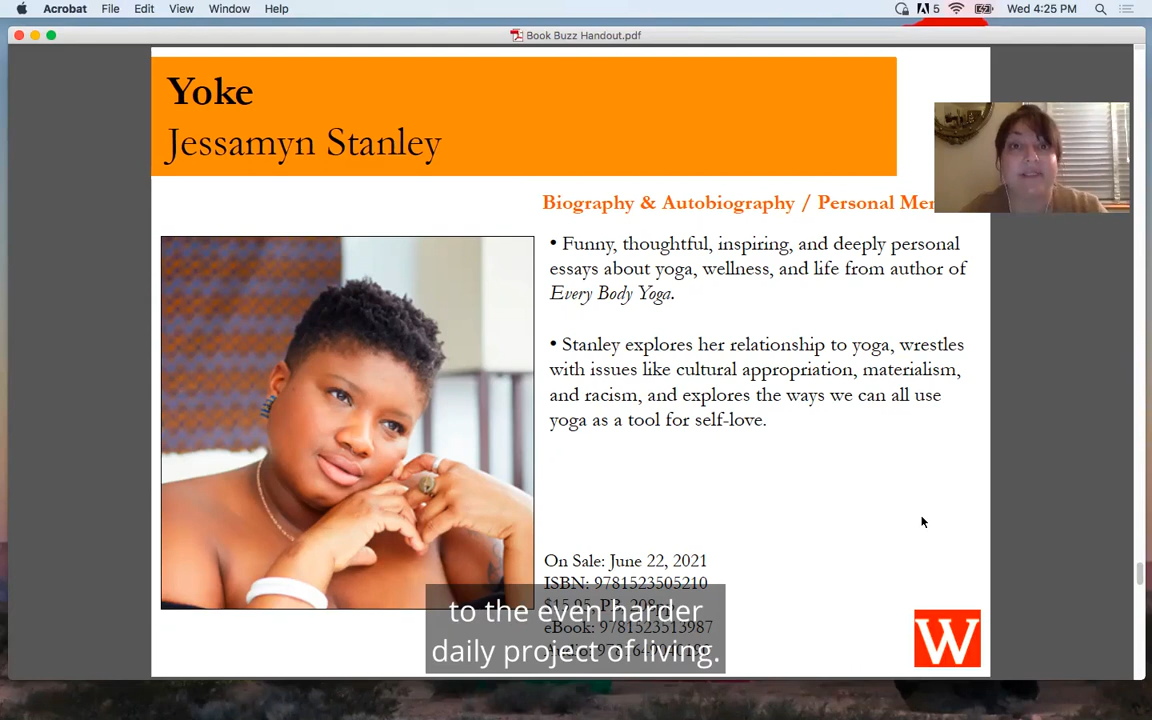 Acrobat File Edit View Window Help
5 Wed 4:25 PM
Book Buzz Handout.pdf
Yoke
Jessamyn Stanley
Biography & Autobiography / Personal
• Funny, thoughtful, inspiring, and deeply personal
essays about yoga, wellness, and life from author of
Every Body Yoga.
• Stanley explores her relationship to yoga, wrestles
with issues like cultural appropriation, materialism,
and racism, and explores the ways we can all use
yoga as a tool for self-love.
On Sale: June 22, 2021
ISBN: 9781523505210
to the even harder
eBook: 9781523513987
daily project of living.
W